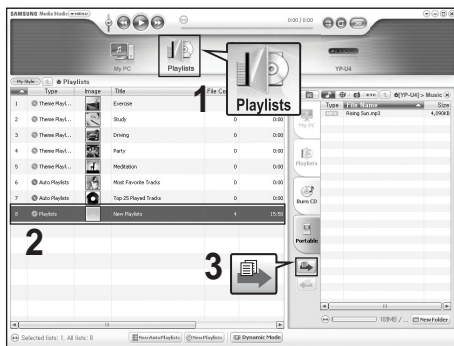 SAMSUNG Media Studio
0:00 / 0:00
My PC
Playlists
YP-U4
My Style
Playlists
Type Image Title File Co
1 Theme Playl... Exercise 0 0:00
2 Theme Playl... Study 0 0:00
3 Theme Playl... Driving 0 0:00
4 Theme Playl... Party 0 0:00
5 Theme Playl... Meditation 0 0:00
6 Auto Playlists Most Favorite Tracks 0 0:00
7 Auto Playlists Top 25 Played Tracks 0 0:00
8 Playlists New Playlists 4 15:50
1
Playlists
2
3
[YP-U4] > Music
Type File Name Size
Rising Sun.mp3 4,090KB
My PC
Playlists
Burn CD
Portable
Selected lists: 1, All lists: 8
New Auto Playlists
New Playlists
Dynamic Mode
New Folder